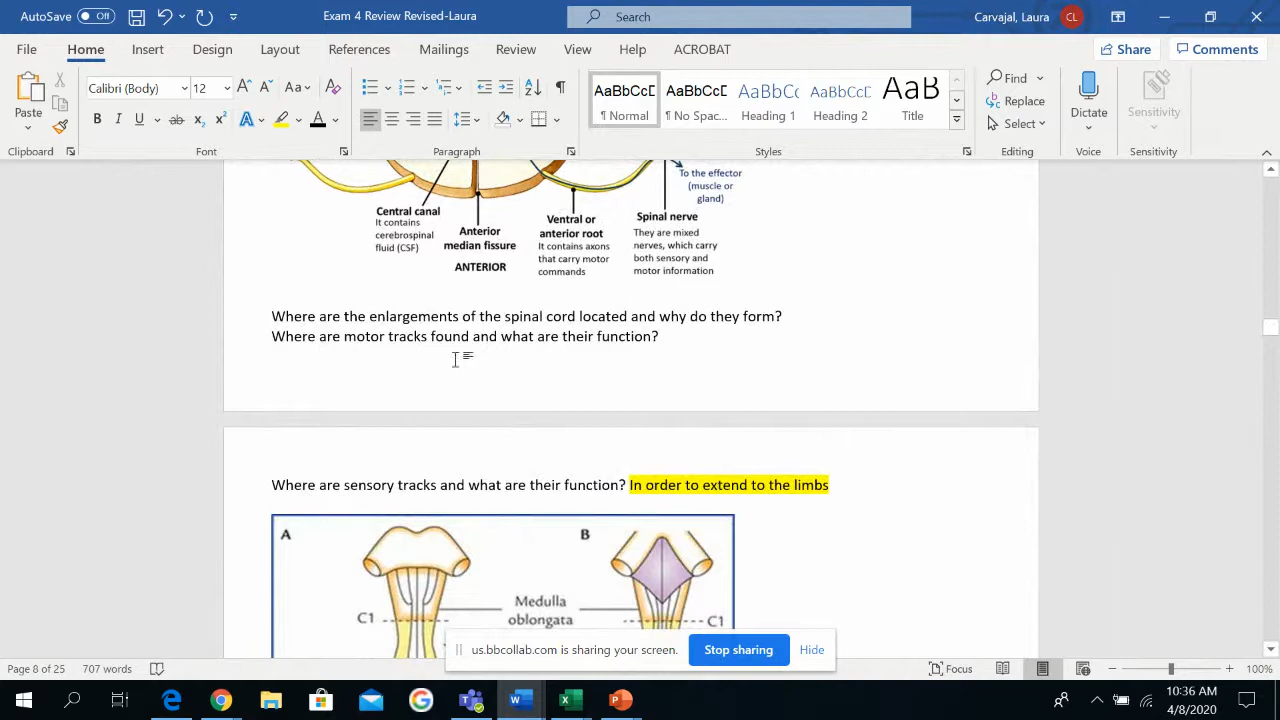 AutoSave Off Exam 4 Review Revised-Laura Search Carvajal, Laura CL
File Home Insert Design Layout References Mailings Review View Help ACROBAT Share Comments
Calibri (Body) 12 Aa AaBbCcD AaBbCcD AaBbCc AaBbCcD AaB Find
Replace
Paste ¶ Normal ¶ No Spac... Heading 1 Heading 2 Title Select Dictate Sensitivity
Clipboard Font Paragraph Styles Editing Voice Sensitivity
To the effector
(muscle or
gland)
Central canal
It contains
cerebrospinal
fluid (CSF)
Anterior
median fissure
ANTERIOR
Ventral or
anterior root
It contains axons
that carry motor
commands
Spinal nerve
They are mixed
nerves, which carry
both sensory and
motor information
Where are the enlargements of the spinal cord located and why do they form?
Where are motor tracks found and what are their function?
Where are sensory tracks and what are their function? In order to extend to the limbs
A B
Medulla
oblongata
C1 C1
us.bbcollab.com is sharing your screen. Stop sharing Hide
Page 8 of 25 707 words Focus 100%
10:36 AM
4/8/2020